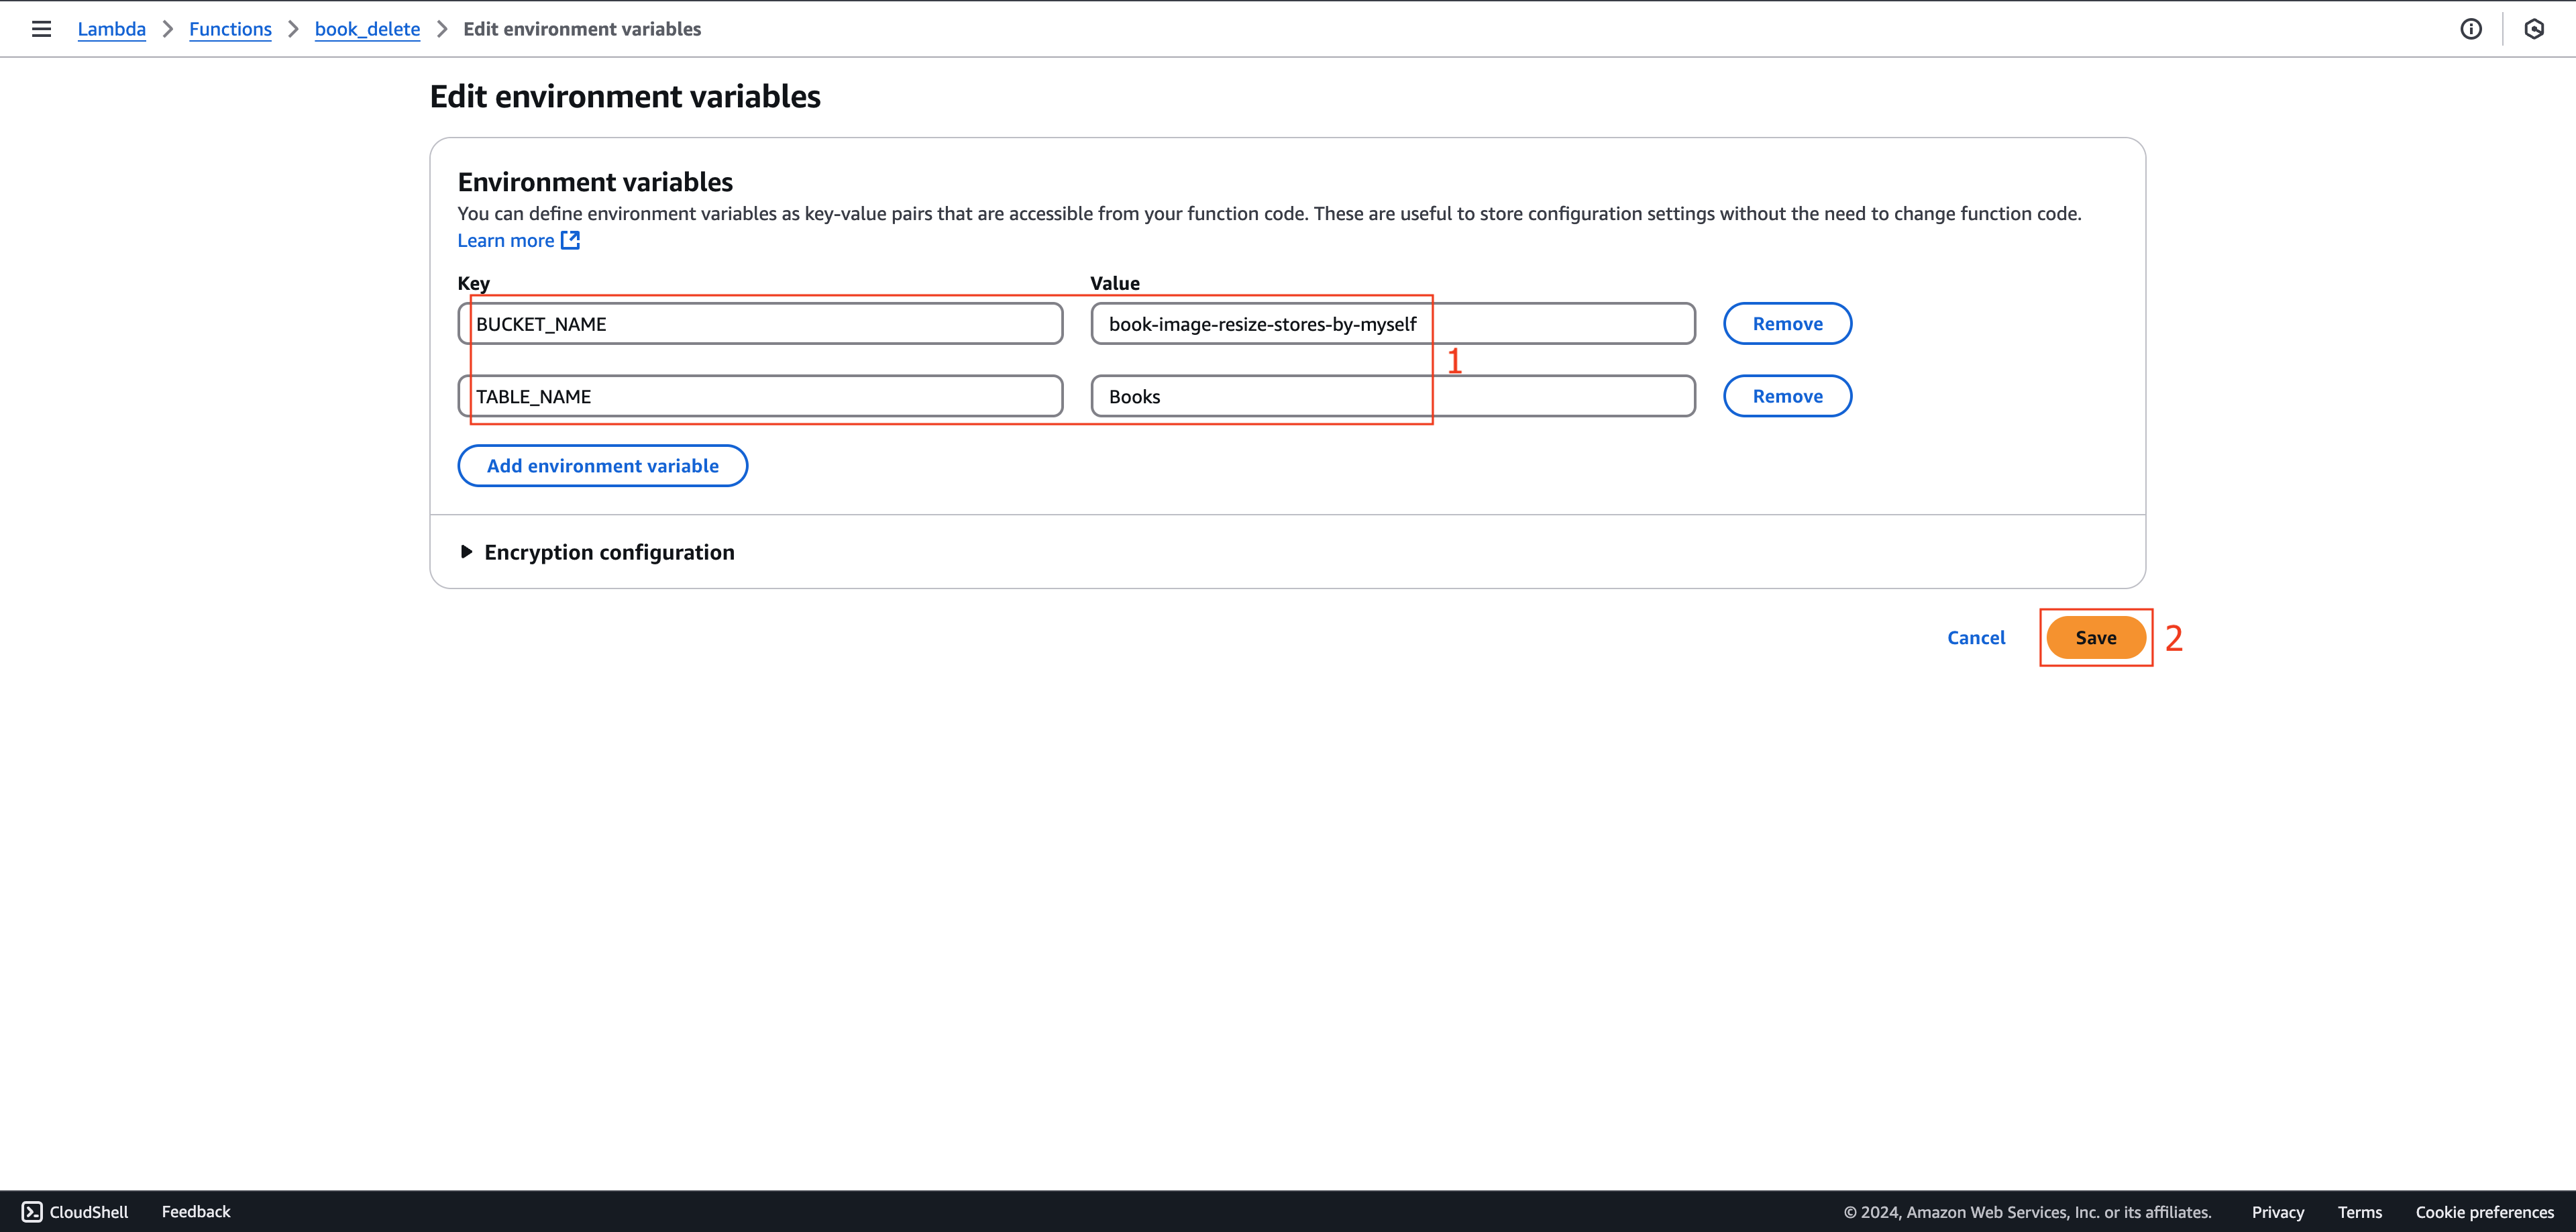 Lambda > Functions > book_delete > Edit environment variables
Edit environment variables
Environment variables
You can define environment variables as key-value pairs that are accessible from your function code. These are useful to store configuration settings without the need to change function code.
Learn more
Key Value
BUCKET_NAME book-image-resize-stores-by-myself Remove
1
TABLE_NAME Books Remove
Add environment variable
Encryption configuration
Cancel Save 2
CloudShell Feedback © 2024, Amazon Web Services, Inc. or its affiliates. Privacy Terms Cookie preferences